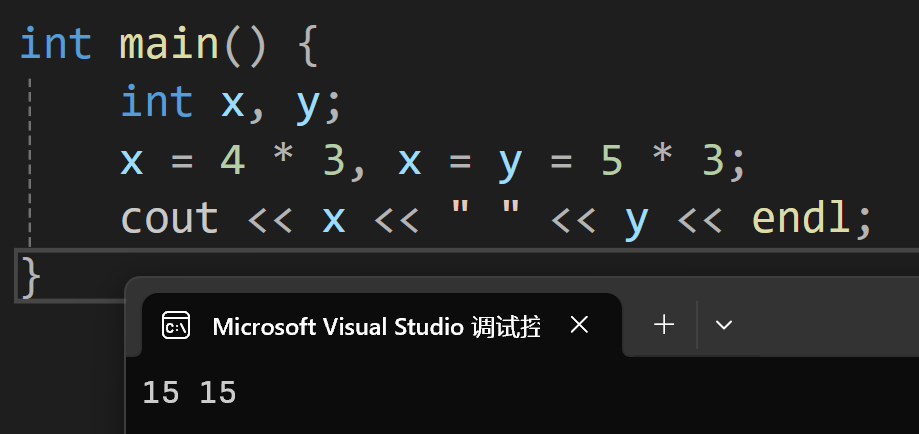 int main() {
    int x, y;
    x = 4 * 3, x = y = 5 * 3;
    cout << x << " " << y << endl;
}
Microsoft Visual Studio 调试控
15 15